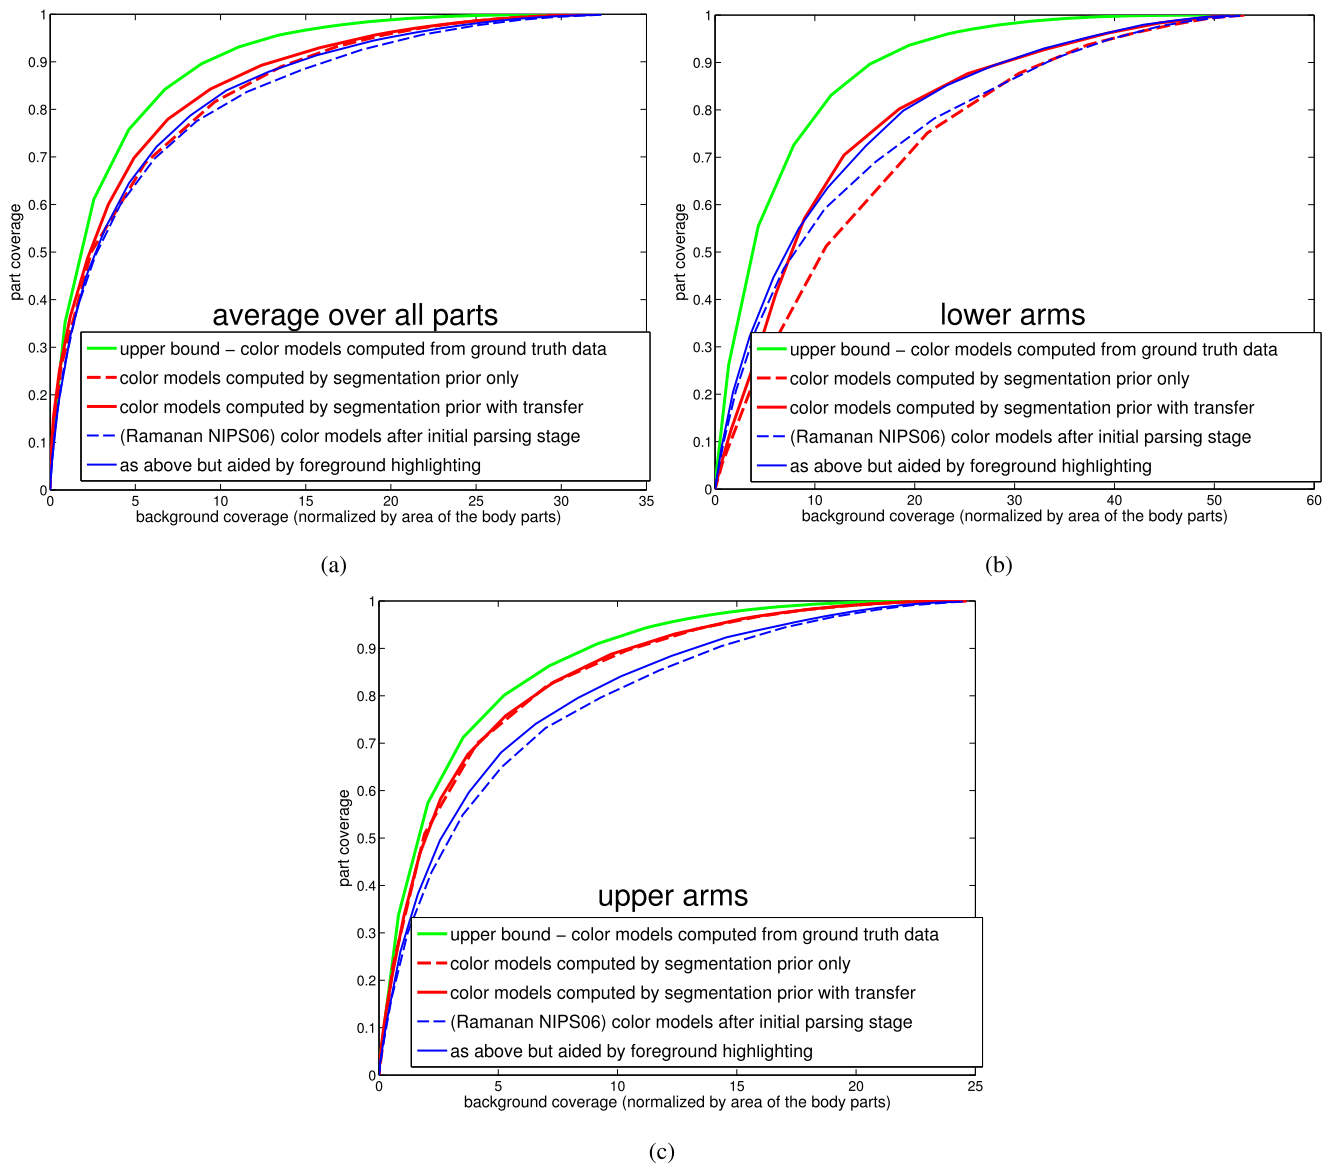 1
0.9
0.8
0.7
0.6
0.5
0.4
0.3
0.2
0.1
0
part coverage
average over all parts
upper bound − color models computed from ground truth data
color models computed by segmentation prior only
color models computed by segmentation prior with transfer
(Ramanan NIPS06) color models after initial parsing stage
as above but aided by foreground highlighting
0 5 10 15 20 25 30 35
background coverage (normalized by area of the body parts)
(a)
1
0.9
0.8
0.7
0.6
0.5
0.4
0.3
0.2
0.1
0
part coverage
lower arms
upper bound − color models computed from ground truth data
color models computed by segmentation prior only
color models computed by segmentation prior with transfer
(Ramanan NIPS06) color models after initial parsing stage
as above but aided by foreground highlighting
0 10 20 30 40 50 60
background coverage (normalized by area of the body parts)
(b)
1
0.9
0.8
0.7
0.6
0.5
0.4
0.3
0.2
0.1
0
part coverage
upper arms
upper bound − color models computed from ground truth data
color models computed by segmentation prior only
color models computed by segmentation prior with transfer
(Ramanan NIPS06) color models after initial parsing stage
as above but aided by foreground highlighting
0 5 10 15 20 25
background coverage (normalized by area of the body parts)
(c)